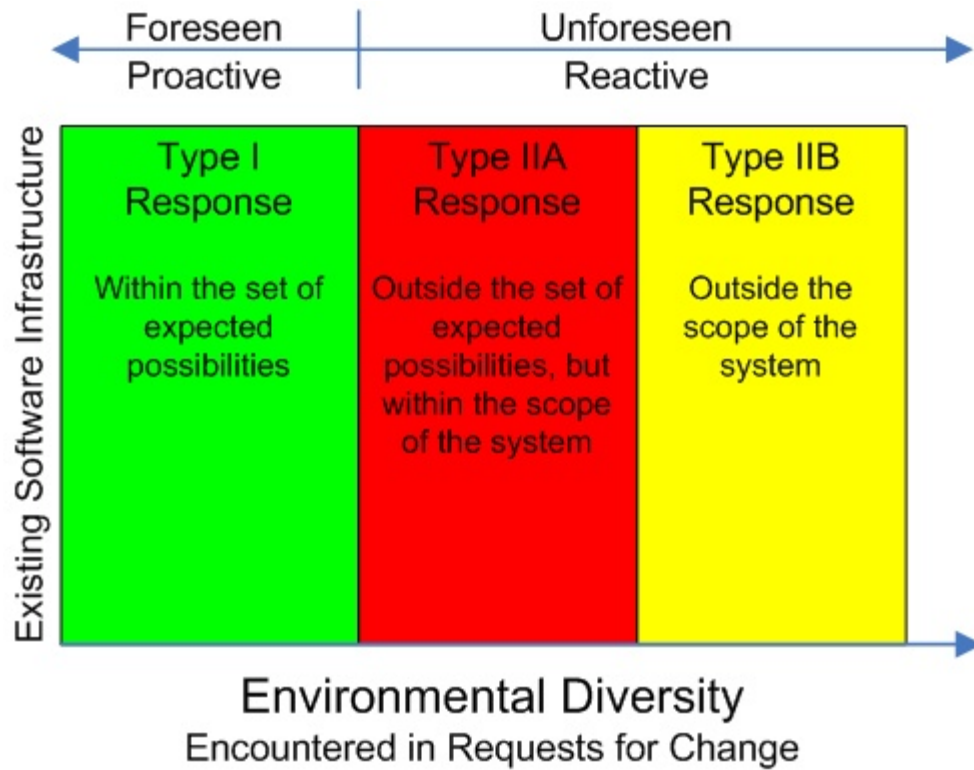 Foreseen
Unforeseen
Proactive
Reactive
Existing Software Infrastructure
Type I
Response
Within the set of
expected
possibilities
Type IIA
Response
Outside the set of
expected
possibilities, but
within the scope
of the system
Type IIB
Response
Outside the
scope of the
system
Environmental Diversity
Encountered in Requests for Change